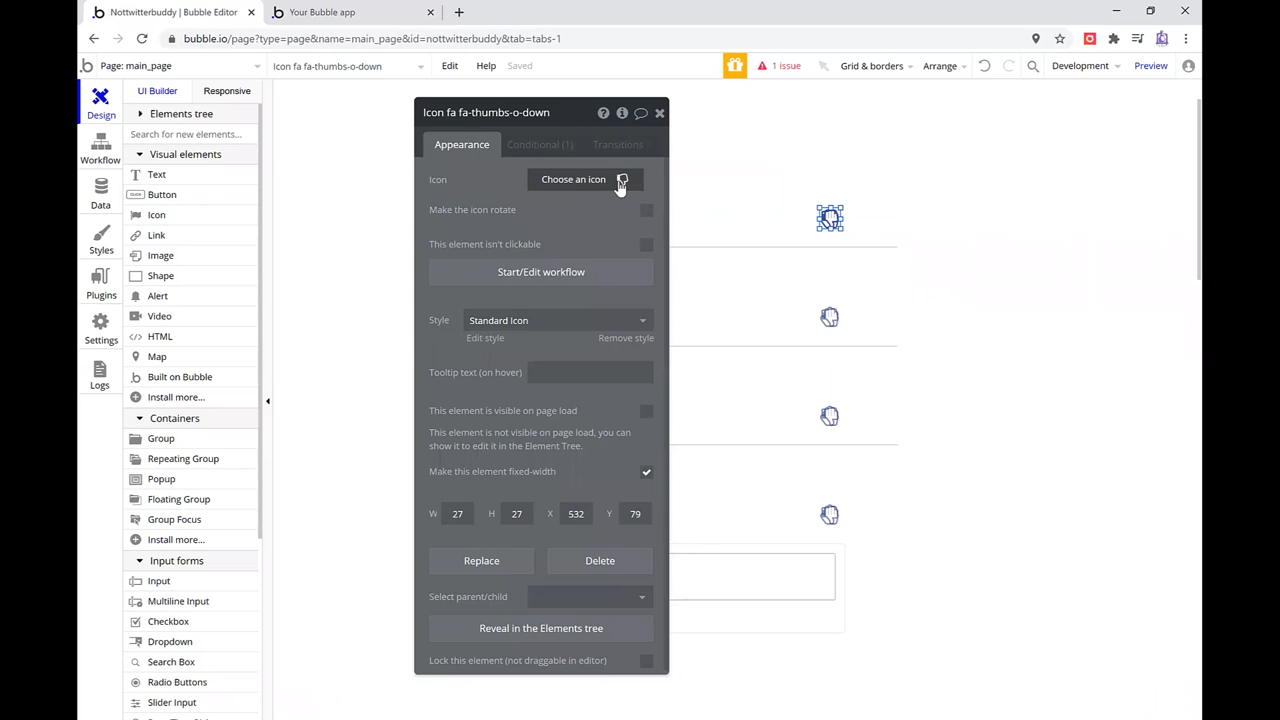 Nottwitterbuddy | Bubble Editor
Your Bubble app
bubble.io/page?type=page&name=main_page&id=nottwitterbuddy&tab=tabs-1
Page: main_page
Icon fa fa-thumbs-o-down
Edit
Help
Saved
1 issue
Grid & borders
Arrange
Development
Preview
Design
Workflow
Data
Styles
Plugins
Settings
Logs
UI Builder
Responsive
Elements tree
Search for new elements...
Visual elements
Text
Button
Icon
Link
Image
Shape
Alert
Video
HTML
Map
Built on Bubble
Install more...
Containers
Group
Repeating Group
Popup
Floating Group
Group Focus
Install more...
Input forms
Input
Multiline Input
Checkbox
Dropdown
Search Box
Radio Buttons
Slider Input
Icon fa fa-thumbs-o-down
Appearance
Conditional (1)
Transitions
Icon
Choose an icon
Make the icon rotate
This element isn't clickable
Start/Edit workflow
Style
Standard Icon
Edit style
Remove style
Tooltip text (on hover)
This element is visible on page load
This element is not visible on page load, you can
show it to edit it in the Element Tree.
Make this element fixed-width
W 27 H 27 X 532 Y 79
Replace
Delete
Select parent/child
Reveal in the Elements tree
Lock this element (not draggable in editor)